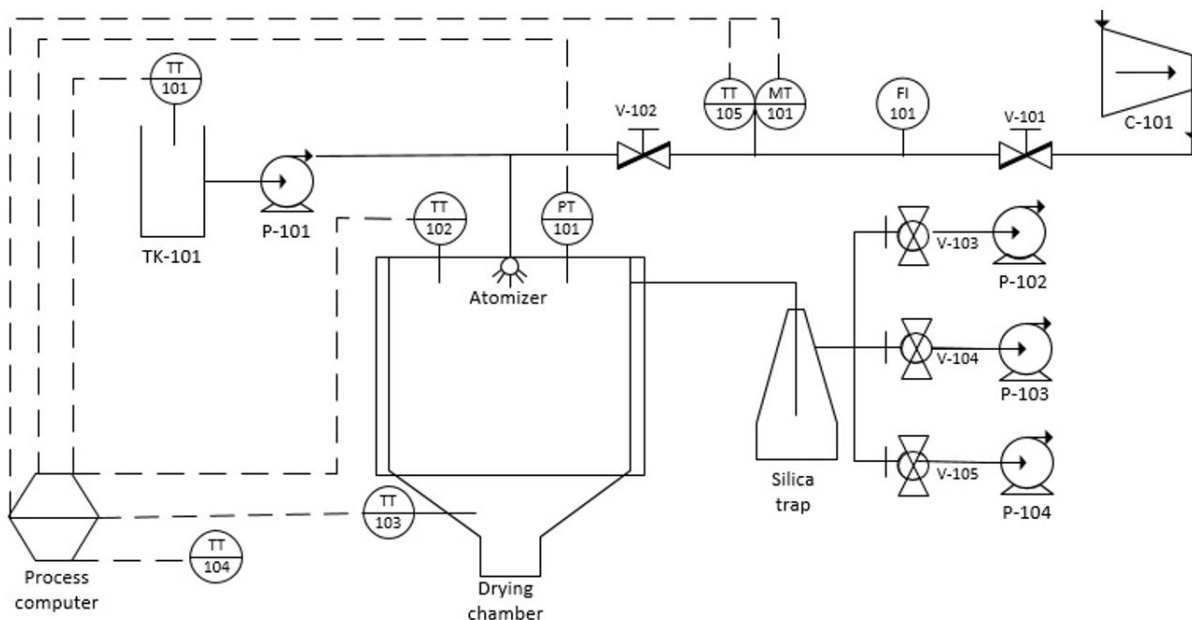 TT
101
TT
105
MT
101
FI
101
C-101
V-102
V-101
P-101
TK-101
TT
102
PT
101
Atomizer
V-103
P-102
V-104
P-103
V-105
P-104
Silica
trap
TT
103
TT
104
Process
computer
Drying
chamber